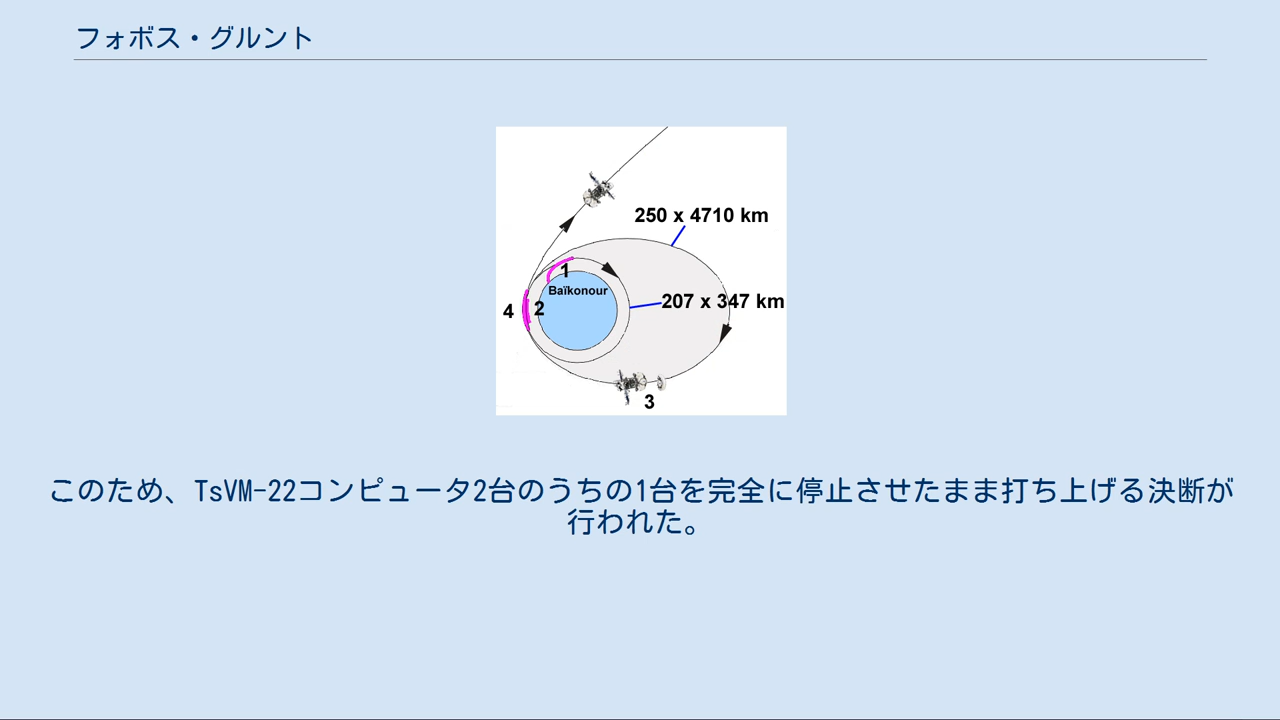 フォボス・グルント
250 x 4710 km
1
Baïkonour
207 x 347 km
4
2
3
このため、TsVM-22コンピュータ2台のうちの1台を完全に停止させたまま打ち上げる決断が
行われた。